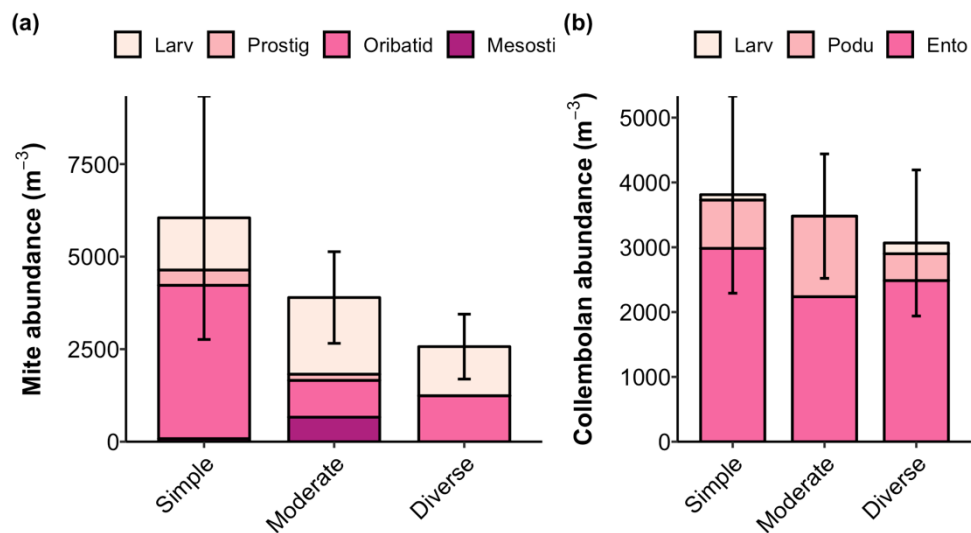 (a)
Larv Prostig Oribatid Mesosti
Mite abundance (m⁻³)
7500
5000
2500
0
Simple
Moderate
Diverse
(b)
Larv Podu Ento
Collembolan abundance (m⁻³)
5000
4000
3000
2000
1000
0
Simple
Moderate
Diverse